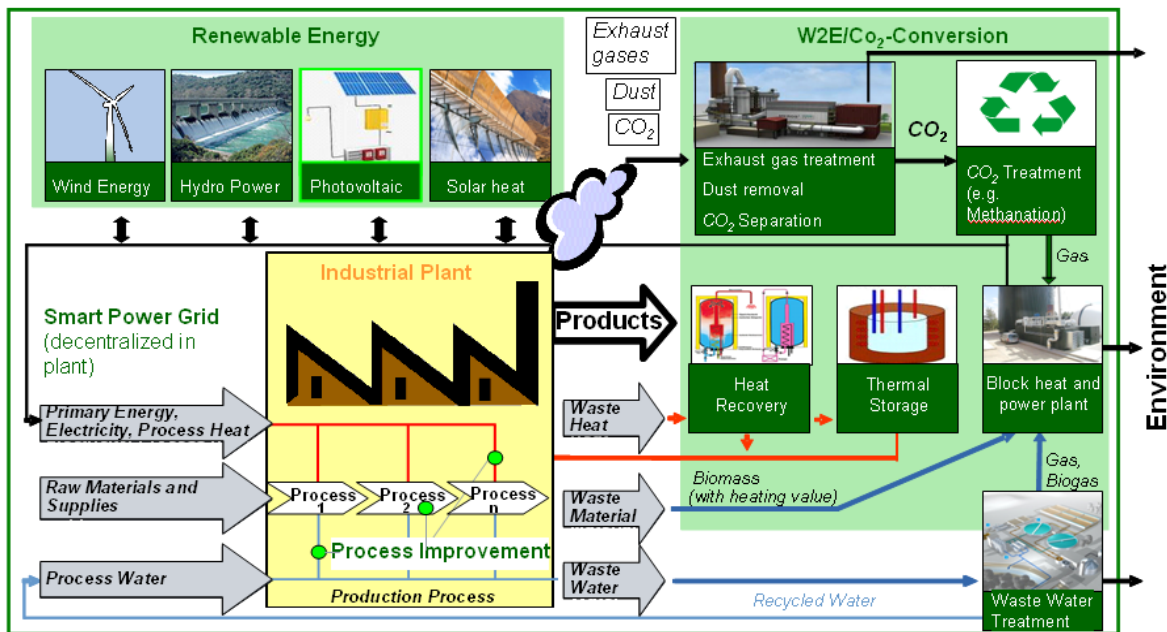 Renewable Energy
Wind Energy
Hydro Power
Photovoltaic
Solar heat
Exhaust
gases
Dust
CO₂
W2E/Co₂-Conversion
Exhaust gas treatment
Dust removal
CO₂ Separation
CO₂
CO₂ Treatment
(e.g.
Methanation)
Gas
Smart Power Grid
(decentralized in
plant)
Industrial Plant
Products
Heat
Recovery
Thermal
Storage
Block heat and
power plant
Environment
Primary Energy,
Electricity, Process Heat
Waste
Heat
Raw Materials and
Supplies
Process
1
Process
2
Process
n
Waste
Material
Biomass
(with heating value)
Gas,
Biogas
Process Improvement
Process Water
Waste
Water
Production Process
Recycled Water
Waste Water
Treatment